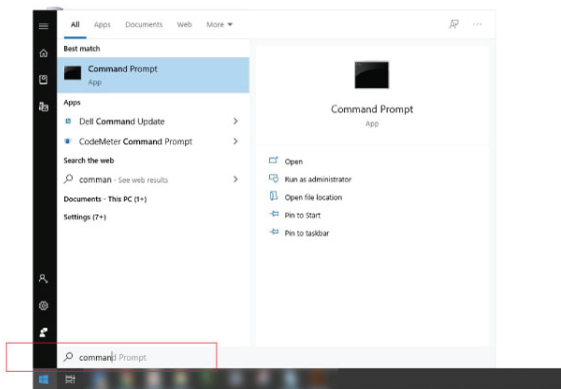 All Apps Documents Web More
Best match
Command Prompt
App
Apps
Dell Command Update
CodeMeter Command Prompt
Search the web
comman - See web results
Documents - This PC (1+)
Settings (7+)
Command Prompt
App
Open
Run as administrator
Open file location
Pin to Start
Pin to taskbar
command Prompt